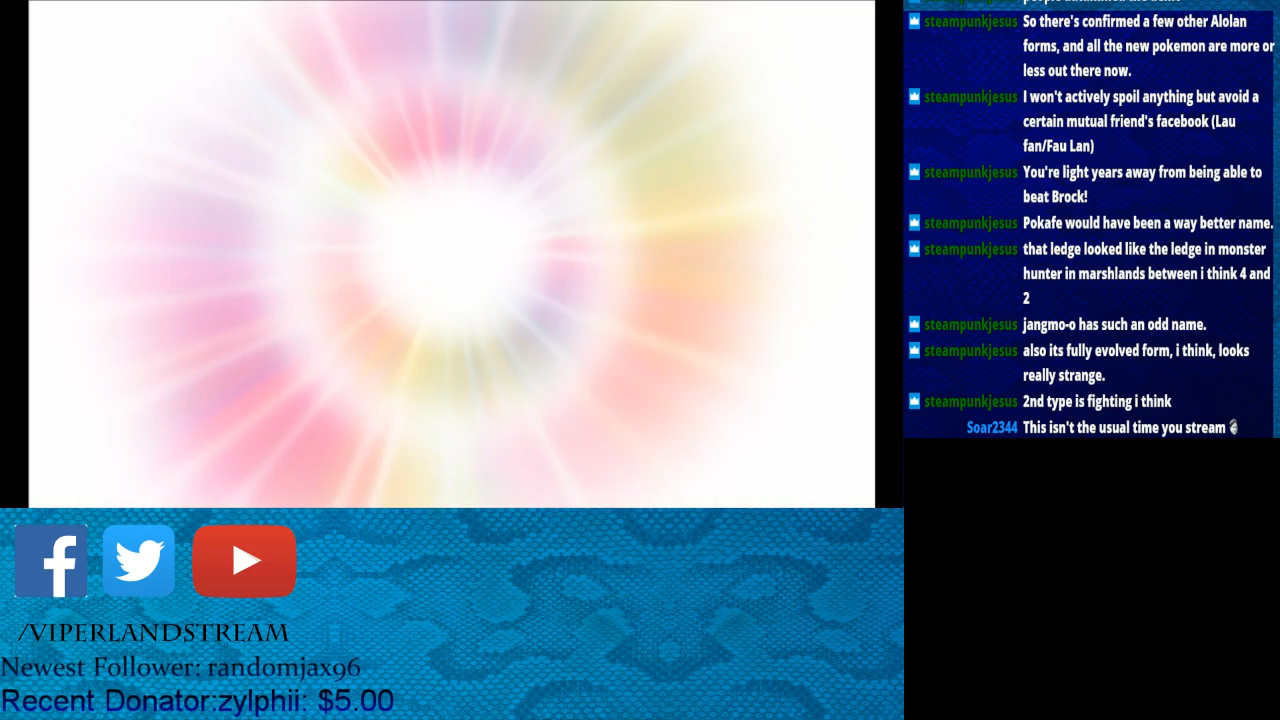 steampunkjesus So there's confirmed a few other Alolan
forms, and all the new pokemon are more or
less out there now.
steampunkjesus I won't actively spoil anything but avoid a
certain mutual friend's facebook (Lau
fan/Fau Lan)
steampunkjesus You're light years away from being able to
beat Brock!
steampunkjesus Pokafe would have been a way better name.
steampunkjesus that ledge looked like the ledge in monster
hunter in marshlands between i think 4 and
2
steampunkjesus jangmo-o has such an odd name.
steampunkjesus also its fully evolved form, i think, looks
really strange.
steampunkjesus 2nd type is fighting i think
Soar2344 This isn't the usual time you stream
/VIPERLANDSTREAM
Newest Follower: randomjax96
Recent Donator:zylphii: $5.00